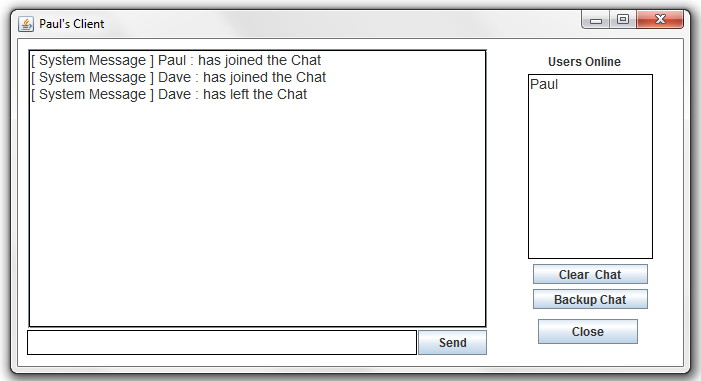 Paul's Client
[ System Message ] Paul : has joined the Chat
[ System Message ] Dave : has joined the Chat
[ System Message ] Dave : has left the Chat
Users Online
Paul
Clear Chat
Backup Chat
Close
Send